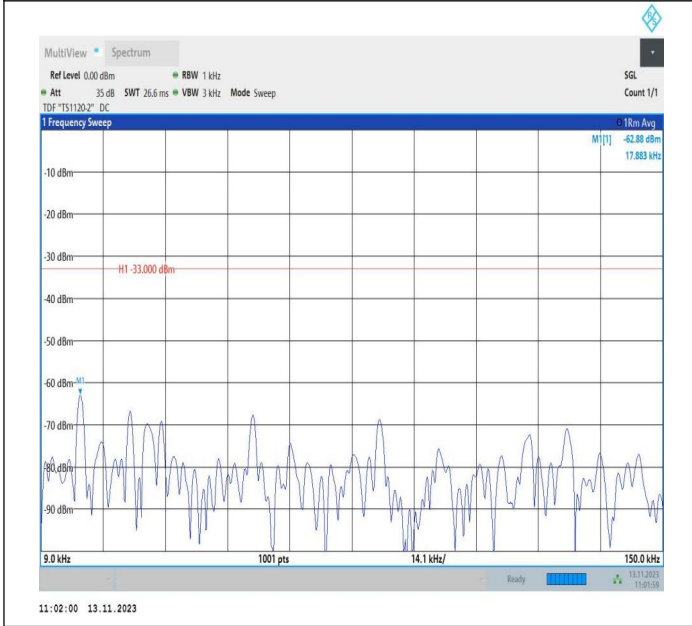 MultiView Spectrum
Ref Level 0.00 dBm RBW 1 kHz SGL
Att 35 dB SWT 26.6 ms VBW 3 kHz Mode Sweep Count 1/1
TDF "TS1120-2" DC
1 Frequency Sweep 1Rm Avg
M1[1] -62.88 dBm
17.883 kHz
-10 dBm
-20 dBm
-30 dBm
H1 -33.000 dBm
-40 dBm
-50 dBm
-60 dBm
M1
-70 dBm
-80 dBm
-90 dBm
9.0 kHz 1001 pts 14.1 kHz/ 150.0 kHz
Ready 13.11.2023
11:01:59
11:02:00 13.11.2023